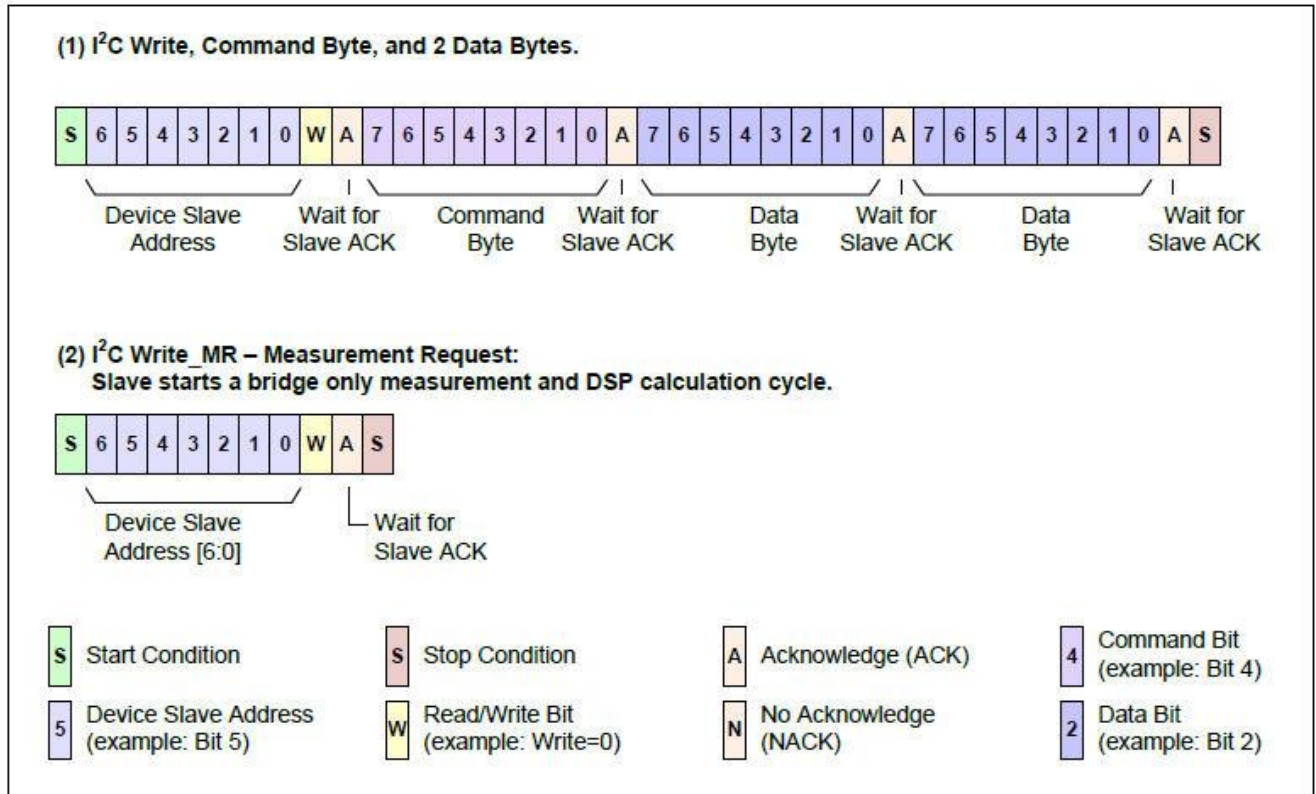 (1) I²C Write, Command Byte, and 2 Data Bytes.
S 6 5 4 3 2 1 0 W A 7 6 5 4 3 2 1 0 A 7 6 5 4 3 2 1 0 A 7 6 5 4 3 2 1 0 A S
Device Slave Address
Wait for Slave ACK
Command Byte
Wait for Slave ACK
Data Byte
Wait for Slave ACK
Data Byte
Wait for Slave ACK
(2) I²C Write_MR – Measurement Request:
Slave starts a bridge only measurement and DSP calculation cycle.
S 6 5 4 3 2 1 0 W A S
Device Slave Address [6:0]
Wait for Slave ACK
S Start Condition
S Stop Condition
A Acknowledge (ACK)
4 Command Bit (example: Bit 4)
5 Device Slave Address (example: Bit 5)
W Read/Write Bit (example: Write=0)
N No Acknowledge (NACK)
2 Data Bit (example: Bit 2)